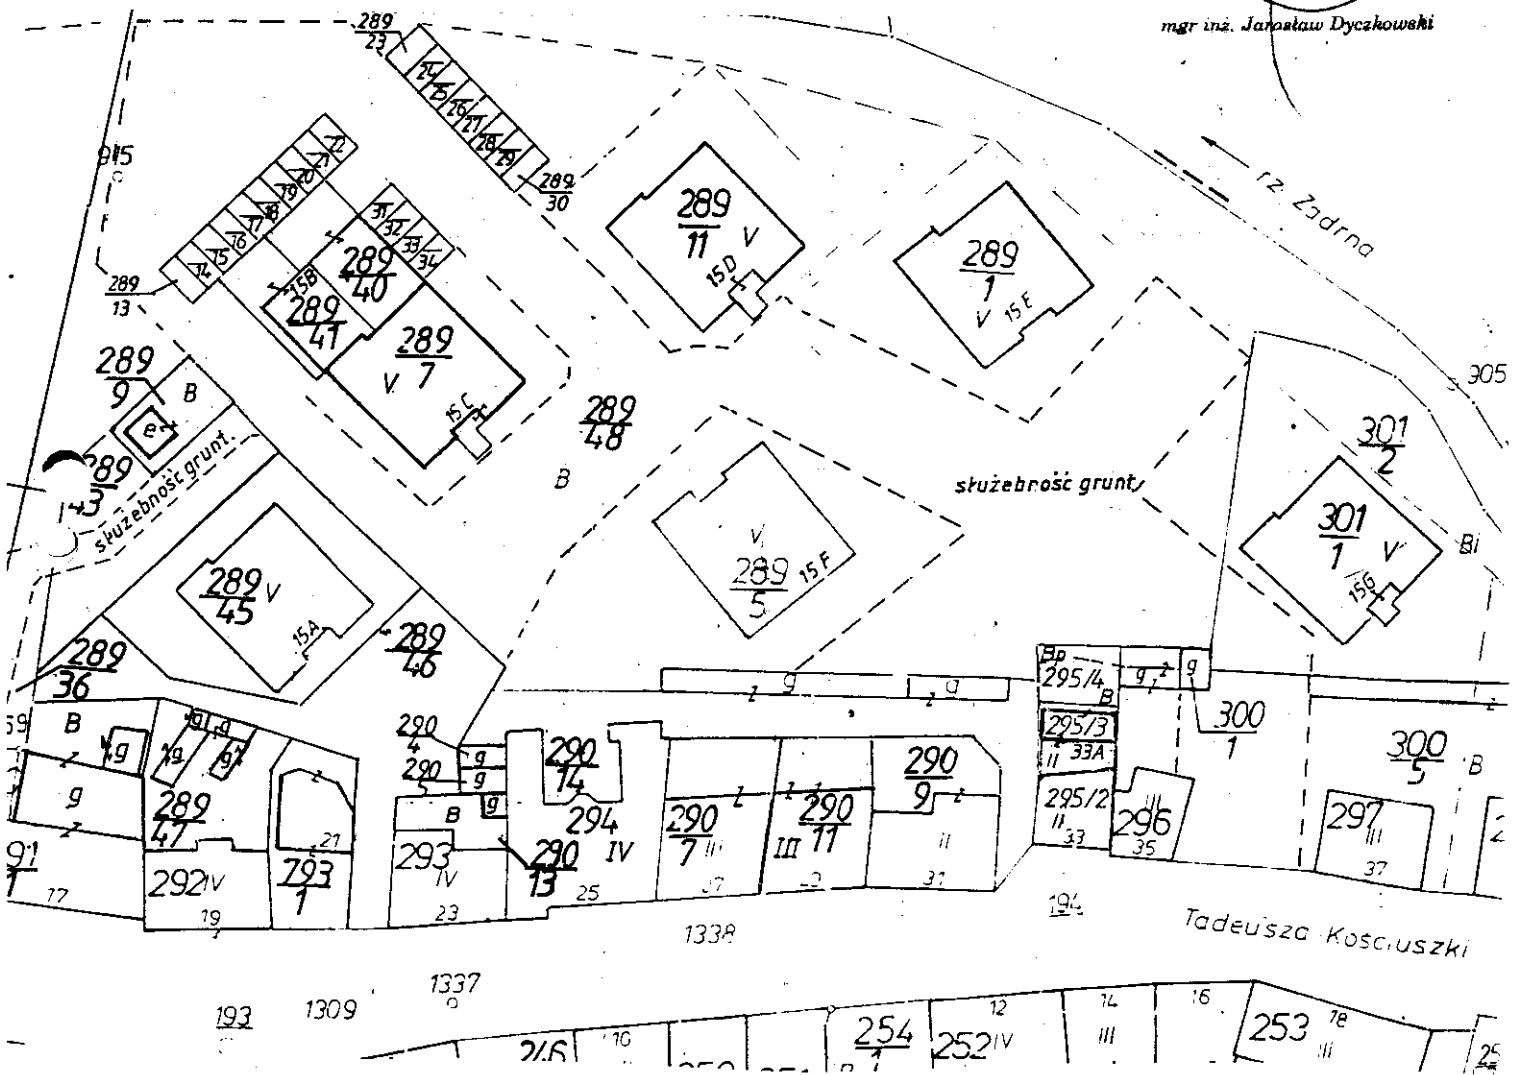 mgr inż. Jarosław Dyczkowski
289
23
24
25
26
27
28
29
289
30
915
22
21
20
19
18
17
16
15
14
289
13
31
32
33
34
289
40
15B
289
41
289
7
V
15C
289
11
V
15D
289
1
V
15E
rz. Zadrna
905
289
9
B
e
służebność grunt.
289
48
B
służebność grunt,
301
2
301
1
V
15G
Bi
V
289
5
15F
289
45
V
15A
289
46
289
36
B
g
g
g
g
g
g
289
47
290
4
g
g
B
g
290
14
294
IV
290
13
25
g
g
290
7
III
290
11
III
290
9
II
31
Bp
295/4
B
g
g
295/3
II
33A
295/2
II
33
296
III
35
300
1
300
5
B
297
III
37
17
292
IV
19
21
293
1
293
IV
23
1338
194
Tadeusza Kościuszki
1337
193
1309
246
10
254
1
12
252
IV
14
III
16
253
18
III